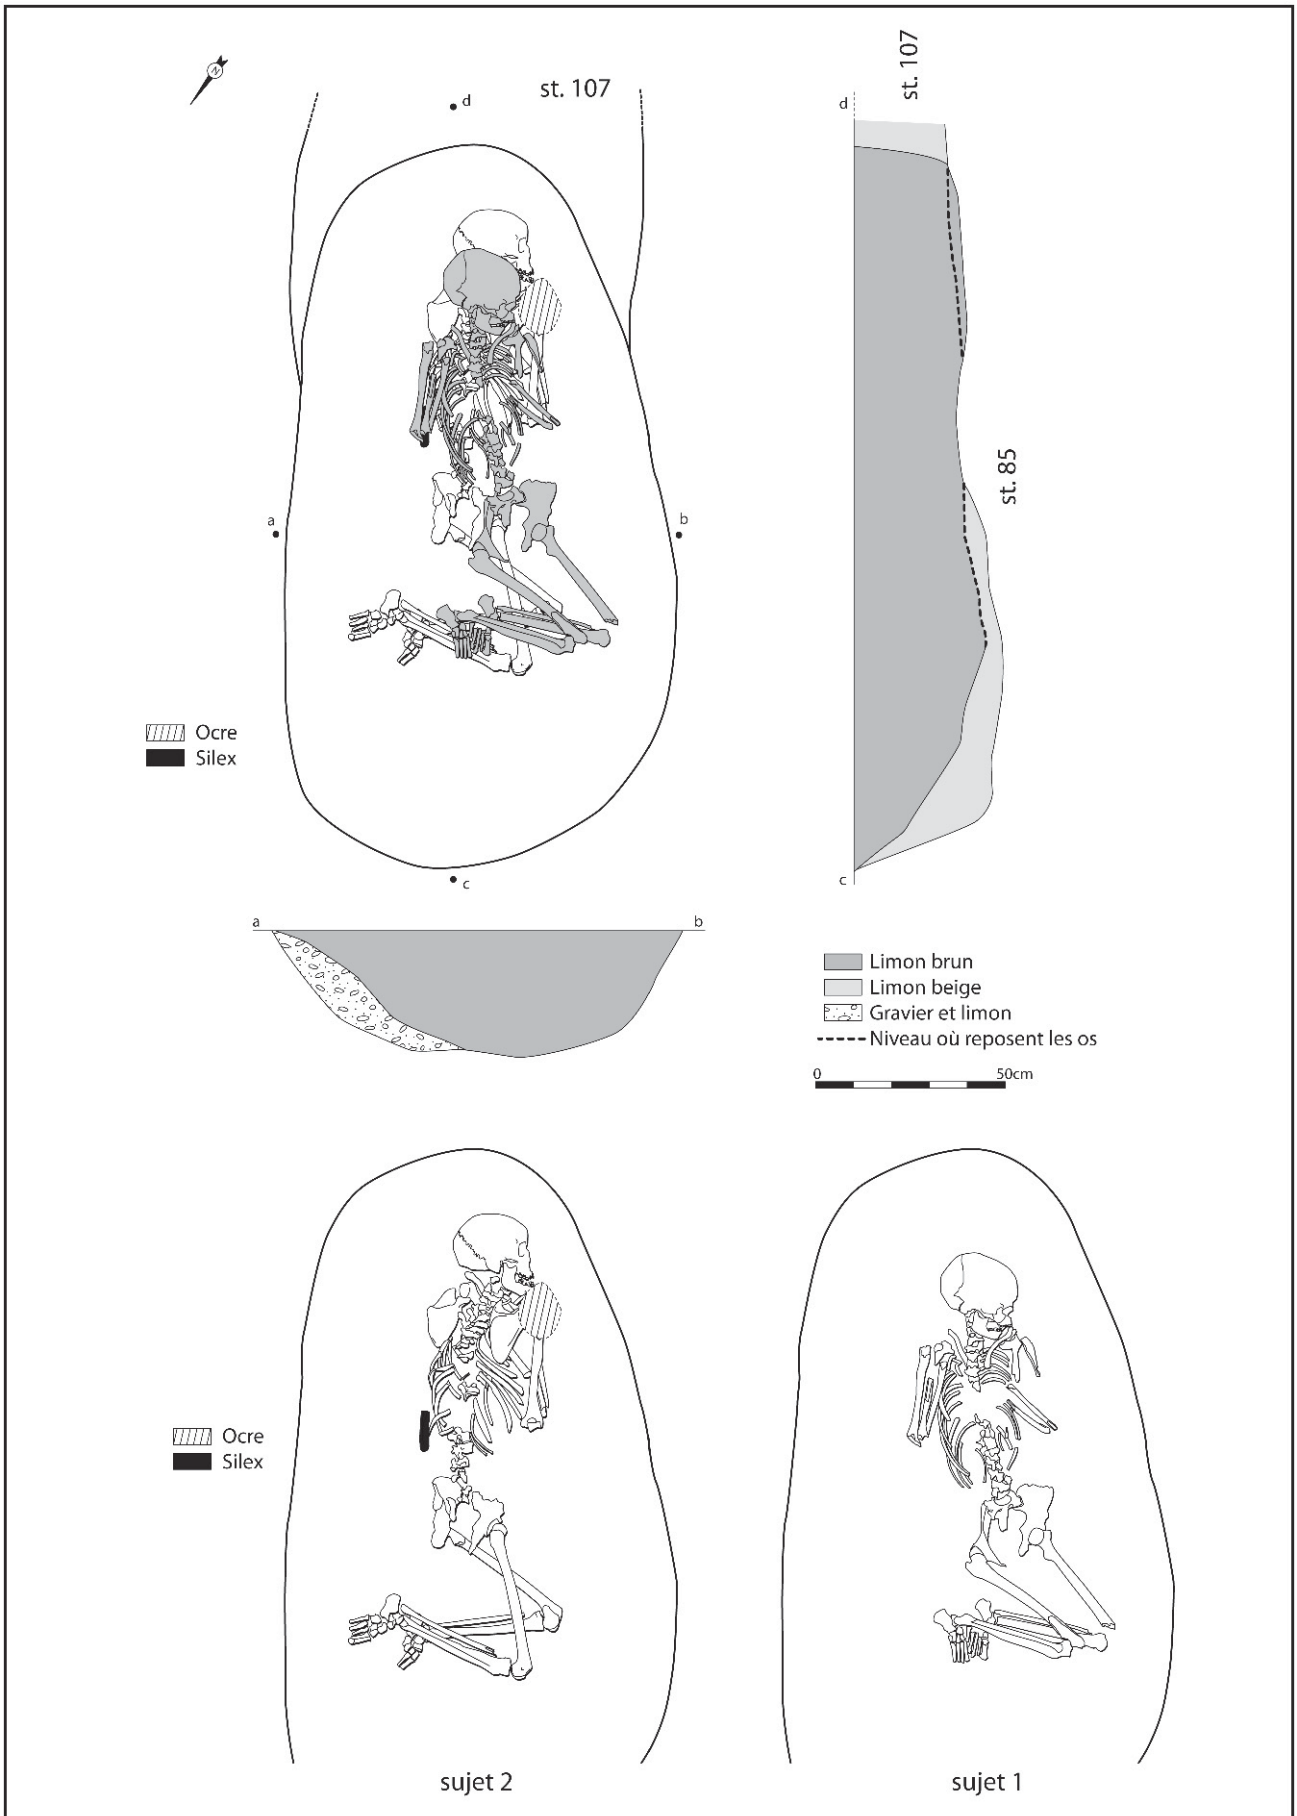 N
st. 107
d
a
b
c
Ocre
Silex
st. 107
d
st. 85
c
a
b
Limon brun
Limon beige
Gravier et limon
Niveau où reposent les os
0 50cm
Ocre
Silex
sujet 2
sujet 1